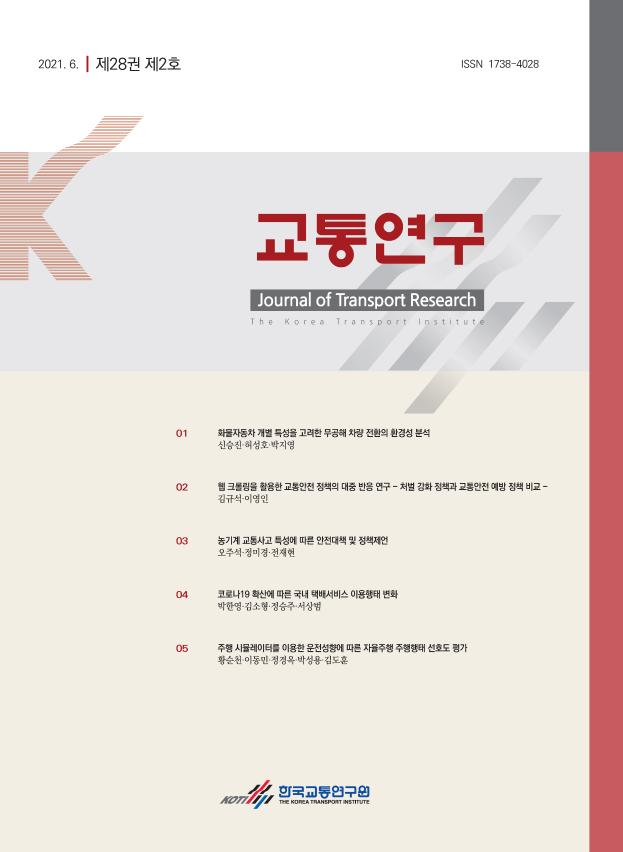 2021. 6. | 제28권 제2호
ISSN 1738-4028
교통연구
Journal of Transport Research
The Korea Transport Institute
01 화물자동차 개별 특성을 고려한 무공해 차량 전환의 환경성 분석
신승진·허성호·박지영
02 웹 크롤링을 활용한 교통안전 정책의 대중 반응 연구 - 처벌 강화 정책과 교통안전 예방 정책 비교 -
김규석·이영인
03 농기계 교통사고 특성에 따른 안전대책 및 정책제언
오주석·정미경·전재현
04 코로나19 확산에 따른 국내 택배서비스 이용행태 변화
박한영·김소형·정승주·서상범
05 주행 시뮬레이터를 이용한 운전성향에 따른 자율주행 주행행태 선호도 평가
황순천·이동민·정경옥·박성용·김도훈
KOTI 한국교통연구원
THE KOREA TRANSPORT INSTITUTE